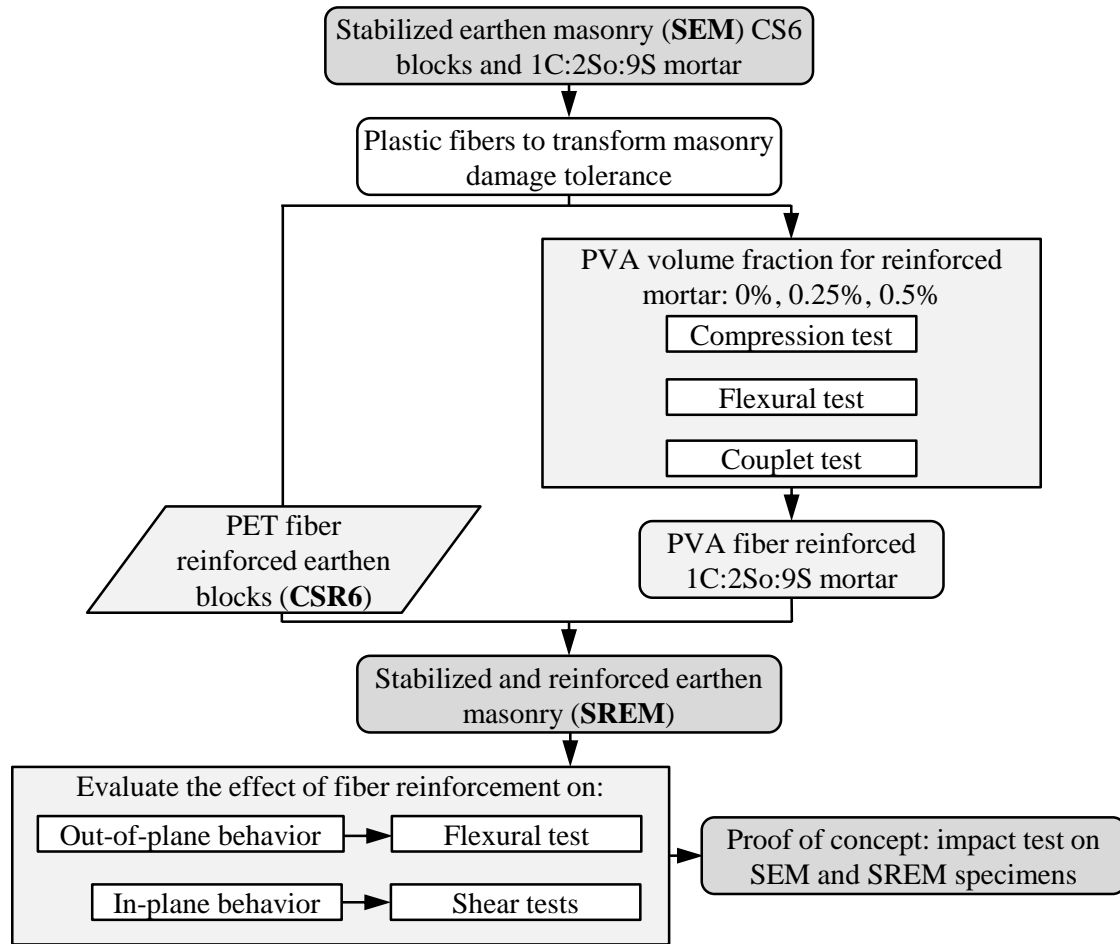 Stabilized earthen masonry (SEM) CS6
blocks and 1C:2So:9S mortar
Plastic fibers to transform masonry
damage tolerance
PVA volume fraction for reinforced
mortar: 0%, 0.25%, 0.5%
Compression test
Flexural test
Couplet test
PET fiber
reinforced earthen
blocks (CSR6)
PVA fiber reinforced
1C:2So:9S mortar
Stabilized and reinforced earthen
masonry (SREM)
Evaluate the effect of fiber reinforcement on:
Out-of-plane behavior
Flexural test
In-plane behavior
Shear tests
Proof of concept: impact test on
SEM and SREM specimens